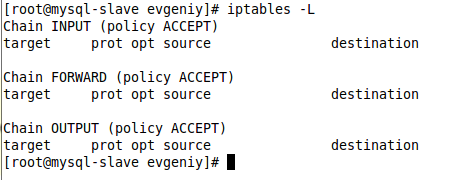 [root@mysql-slave evgeniy]# iptables -L
Chain INPUT (policy ACCEPT)
target     prot opt source               destination

Chain FORWARD (policy ACCEPT)
target     prot opt source               destination

Chain OUTPUT (policy ACCEPT)
target     prot opt source               destination
[root@mysql-slave evgeniy]#